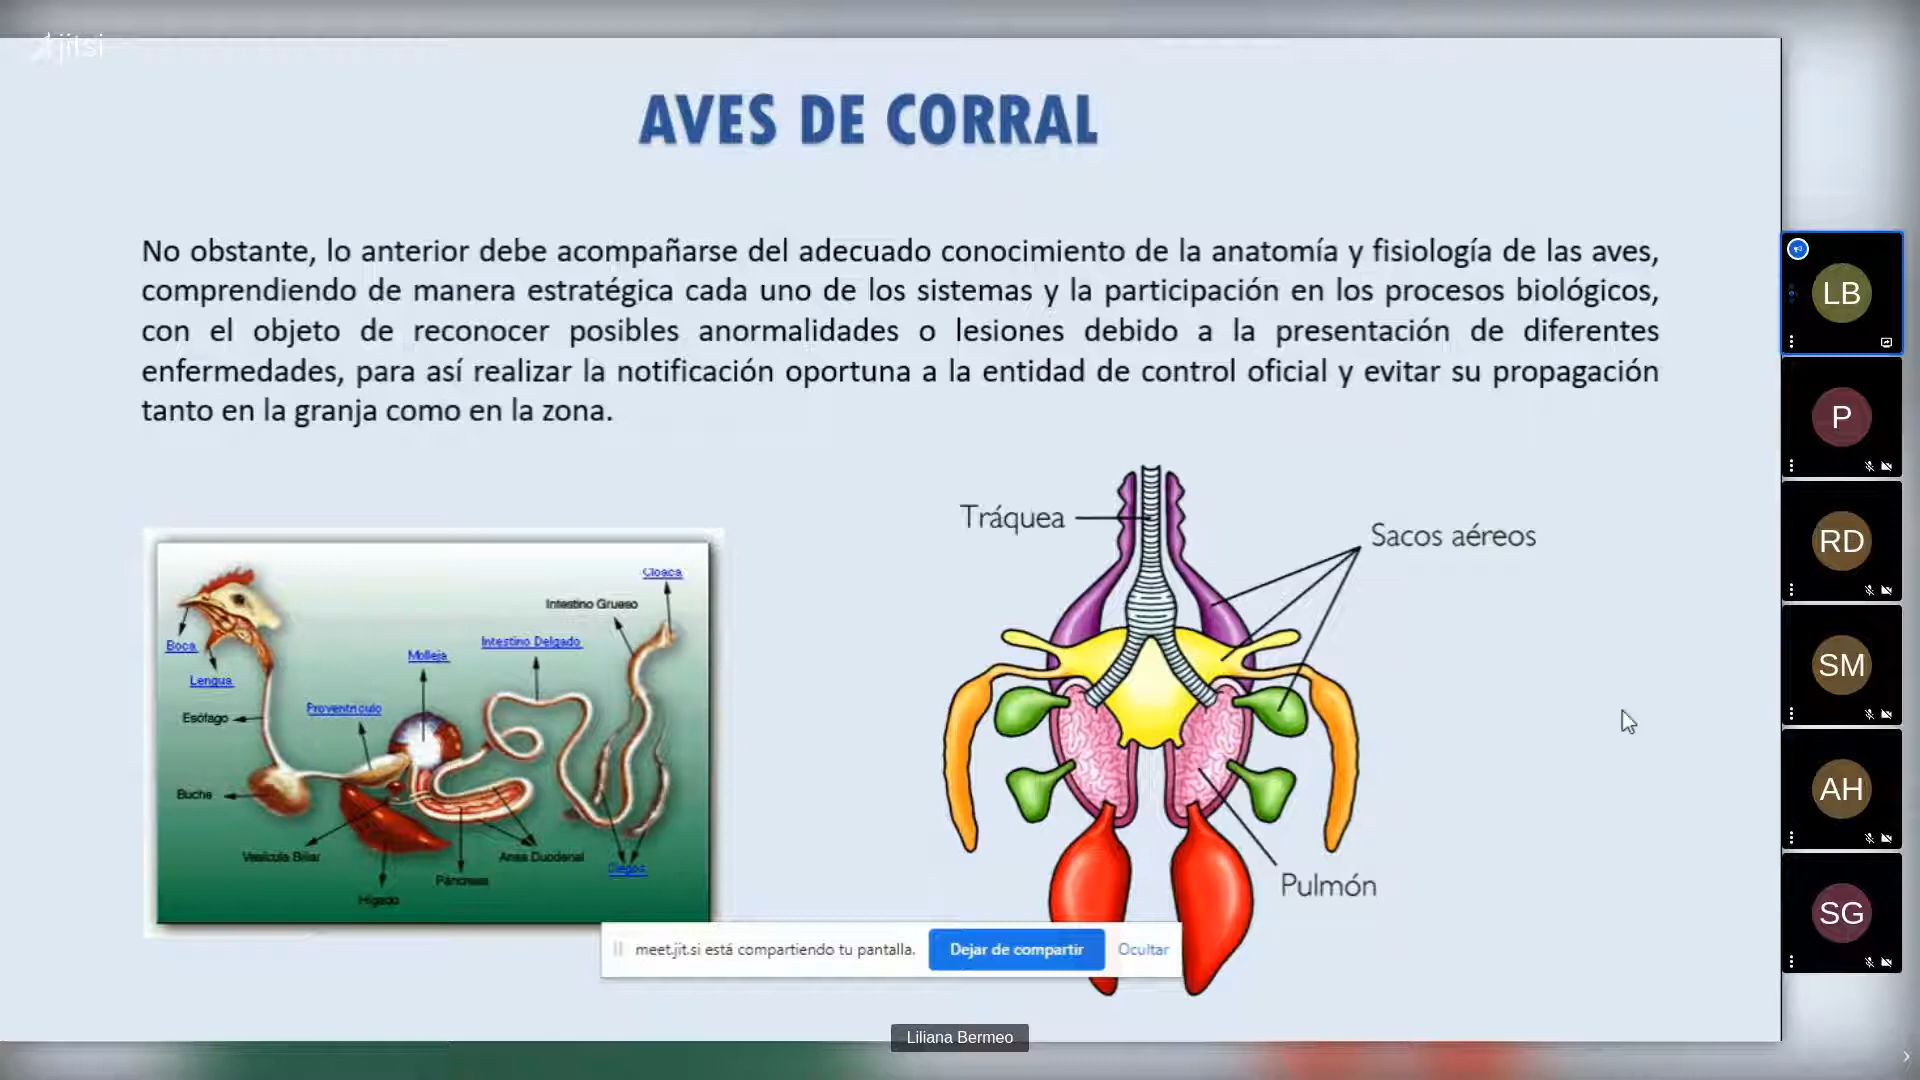 jitsi
AVES DE CORRAL
No obstante, lo anterior debe acompañarse del adecuado conocimiento de la anatomía y fisiología de las aves,
comprendiendo de manera estratégica cada uno de los sistemas y la participación en los procesos biológicos,
con el objeto de reconocer posibles anormalidades o lesiones debido a la presentación de diferentes
enfermedades, para así realizar la notificación oportuna a la entidad de control oficial y evitar su propagación
tanto en la granja como en la zona.
Cloaca
Intestino Grueso
Intestino Delgado
Boca
Molleja
Lengua
Proventriculo
Esófago
Buche
Vesicula Biliar
Asa Duodenal
Ciegos
Páncreas
Hígado
Tráquea
Sacos aéreos
Pulmón
meet.jit.si está compartiendo tu pantalla.
Dejar de compartir
Ocultar
Liliana Bermeo
LB
P
RD
SM
AH
SG